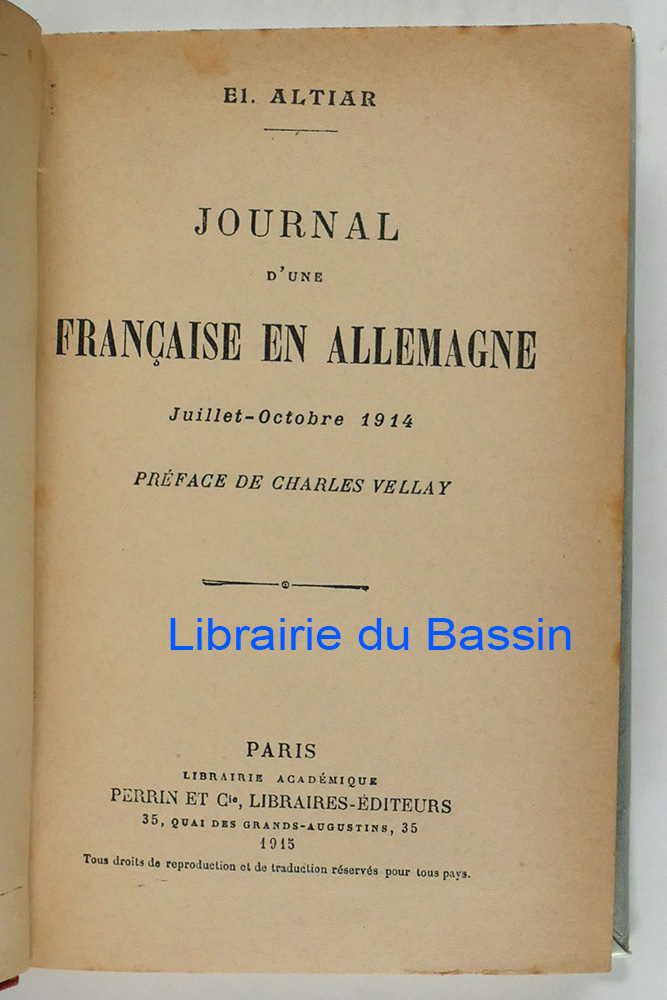 El. ALTIAR
JOURNAL
D'UNE
FRANÇAISE EN ALLEMAGNE
Juillet-Octobre 1914
PRÉFACE DE CHARLES VELLAY
Librairie du Bassin
PARIS
LIBRAIRIE ACADÉMIQUE
PERRIN ET Cie, LIBRAIRES-ÉDITEURS
35, QUAI DES GRANDS-AUGUSTINS, 35
1915
Tous droits de reproduction et de traduction réservés pour tous pays.